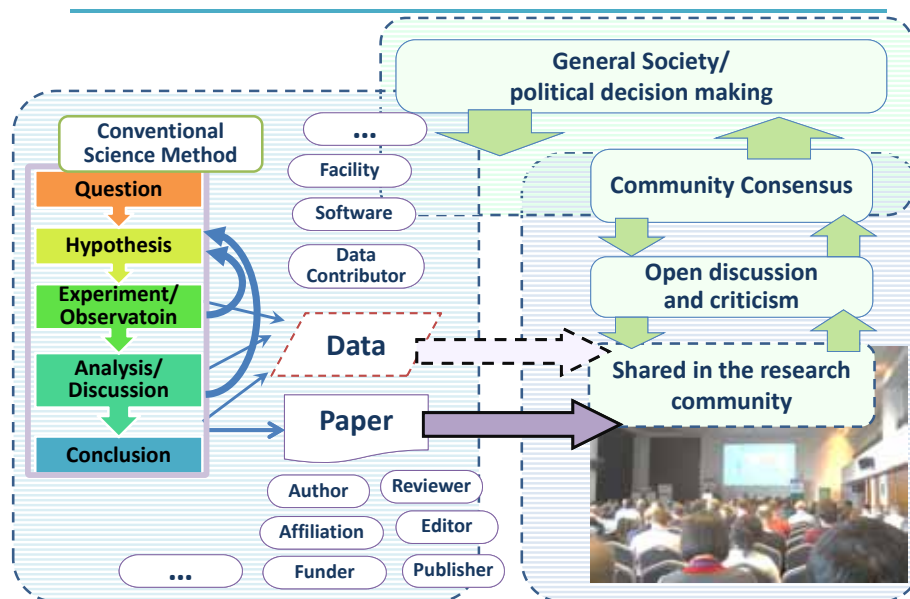 General Society/
political decision making
Conventional
Science Method
...
Facility
Software
Data
Contributor
Question
Hypothesis
Experiment/
Observatoin
Analysis/
Discussion
Conclusion
Data
Paper
Author
Reviewer
Affiliation
Editor
...
Funder
Publisher
Community Consensus
Open discussion
and criticism
Shared in the research
community